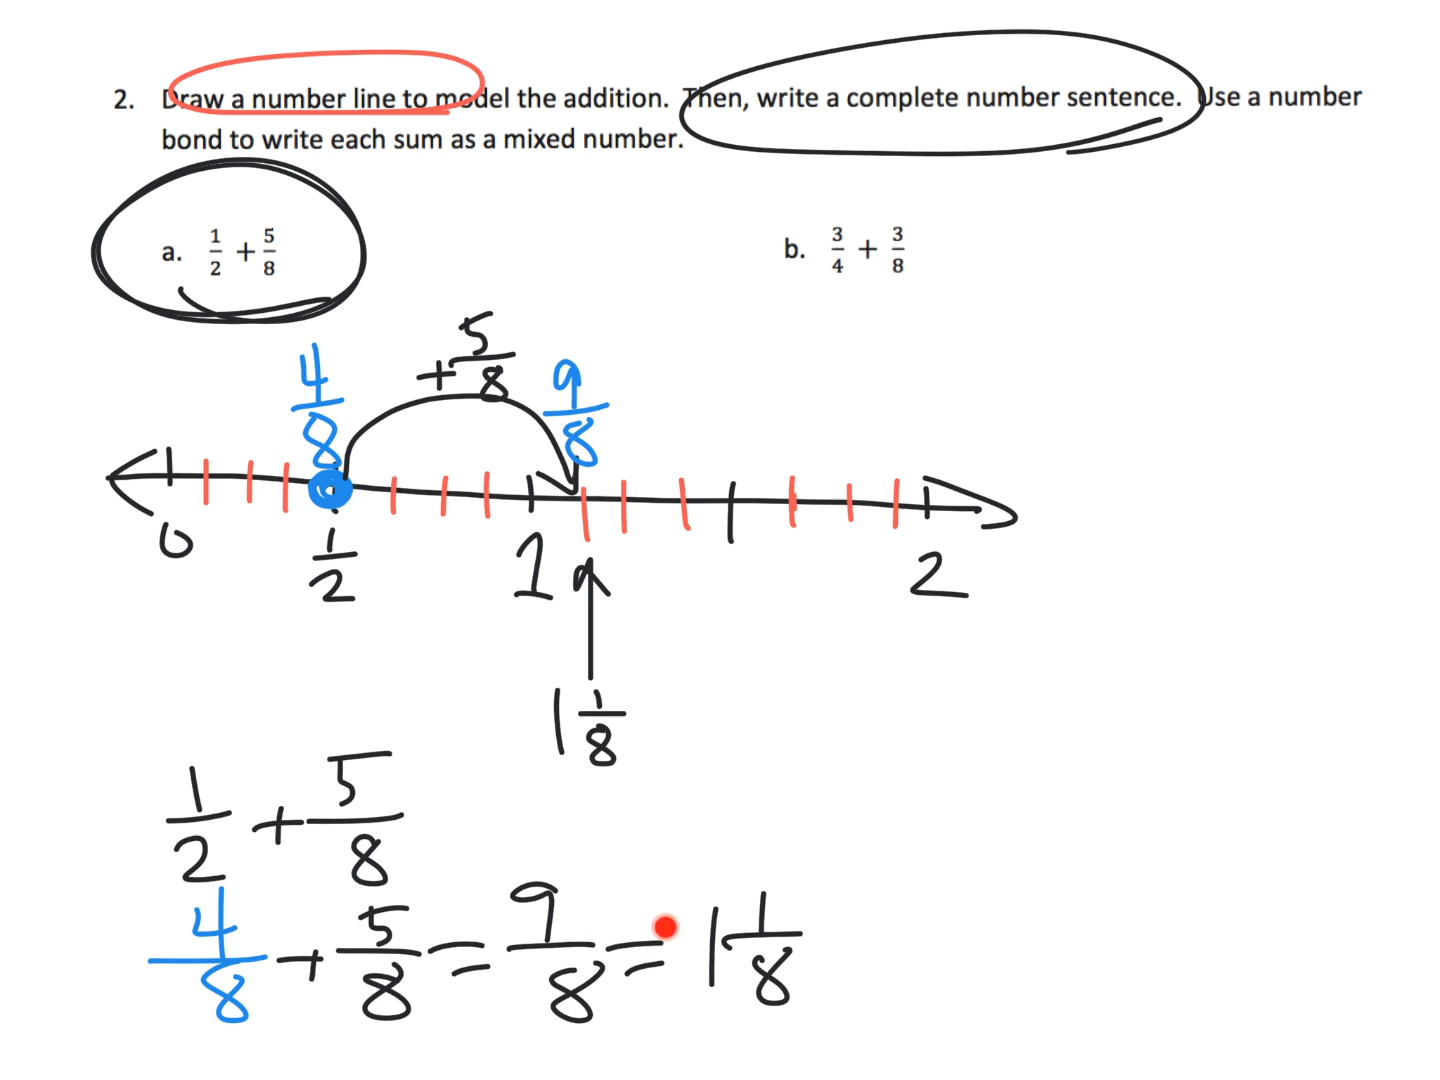 2. Draw a number line to model the addition. Then, write a complete number sentence. Use a number
bond to write each sum as a mixed number.
a. 1/2 + 5/8
b. 3/4 + 3/8
+ 5/8
4/8 9/8
0 1/2 1 2
1 1/8
1/2 + 5/8
4/8 + 5/8 = 9/8 = 1 1/8